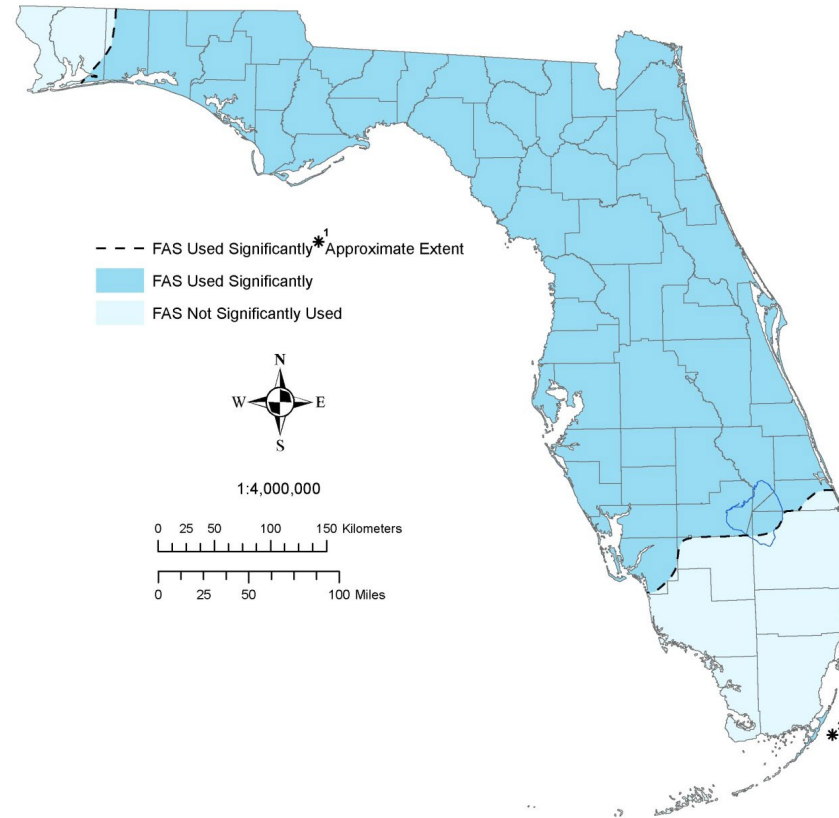 FAS Used Significantly *1 Approximate Extent
FAS Used Significantly
FAS Not Significantly Used
N
W E
S
1:4,000,000
0 25 50 100 150 Kilometers
0 25 50 100 Miles
*